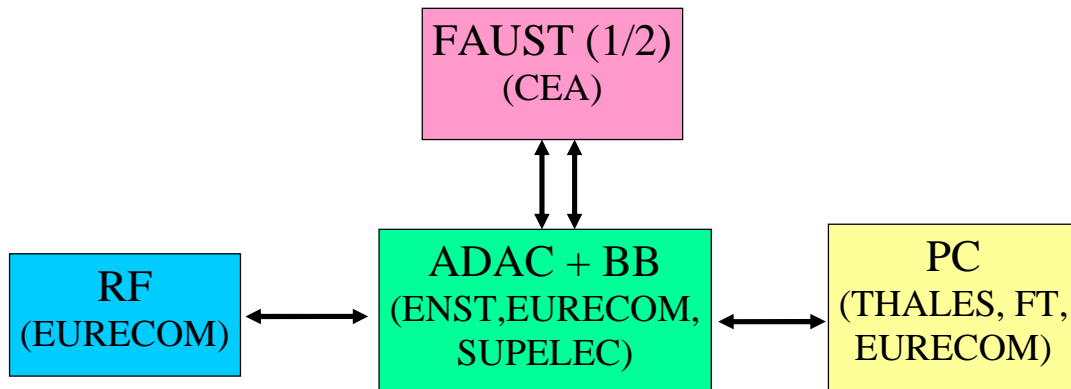 FAUST (1/2)
(CEA)
RF
(EURECOM)
ADAC + BB
(ENST,EURECOM,
SUPELEC)
PC
(THALES, FT,
EURECOM)